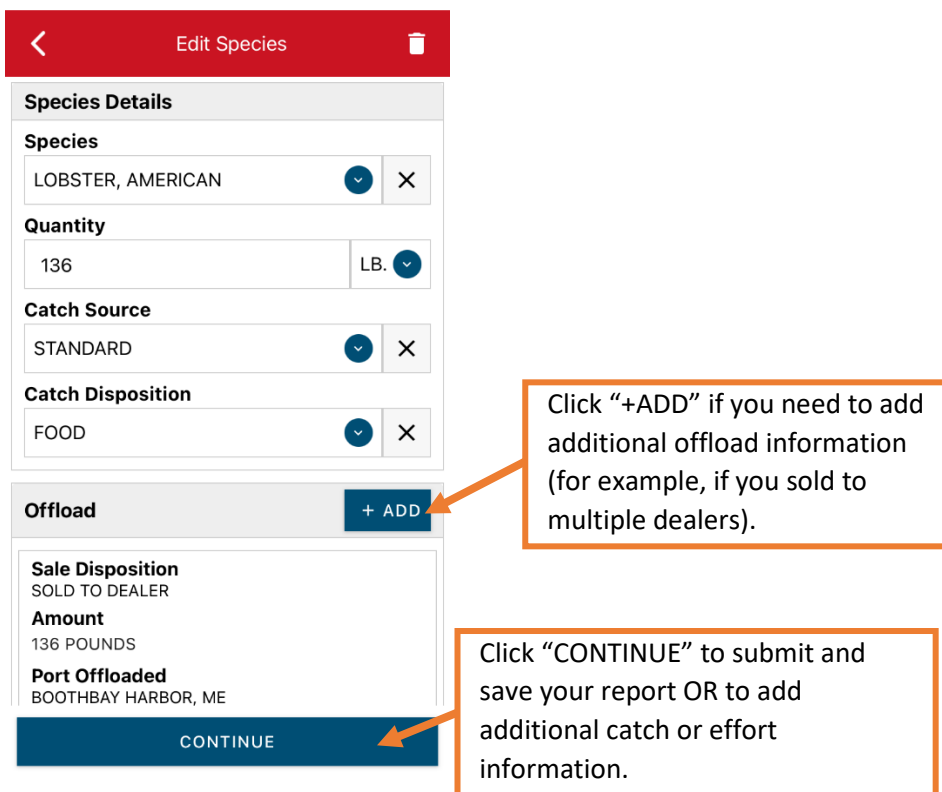 Edit Species
Species Details
Species
LOBSTER, AMERICAN
Quantity
136
LB.
Catch Source
STANDARD
Catch Disposition
FOOD
Offload
+ ADD
Sale Disposition
SOLD TO DEALER
Amount
136 POUNDS
Port Offloaded
BOOTHBAY HARBOR, ME
CONTINUE
Click “+ADD” if you need to add
additional offload information
(for example, if you sold to
multiple dealers).
Click “CONTINUE” to submit and
save your report OR to add
additional catch or effort
information.